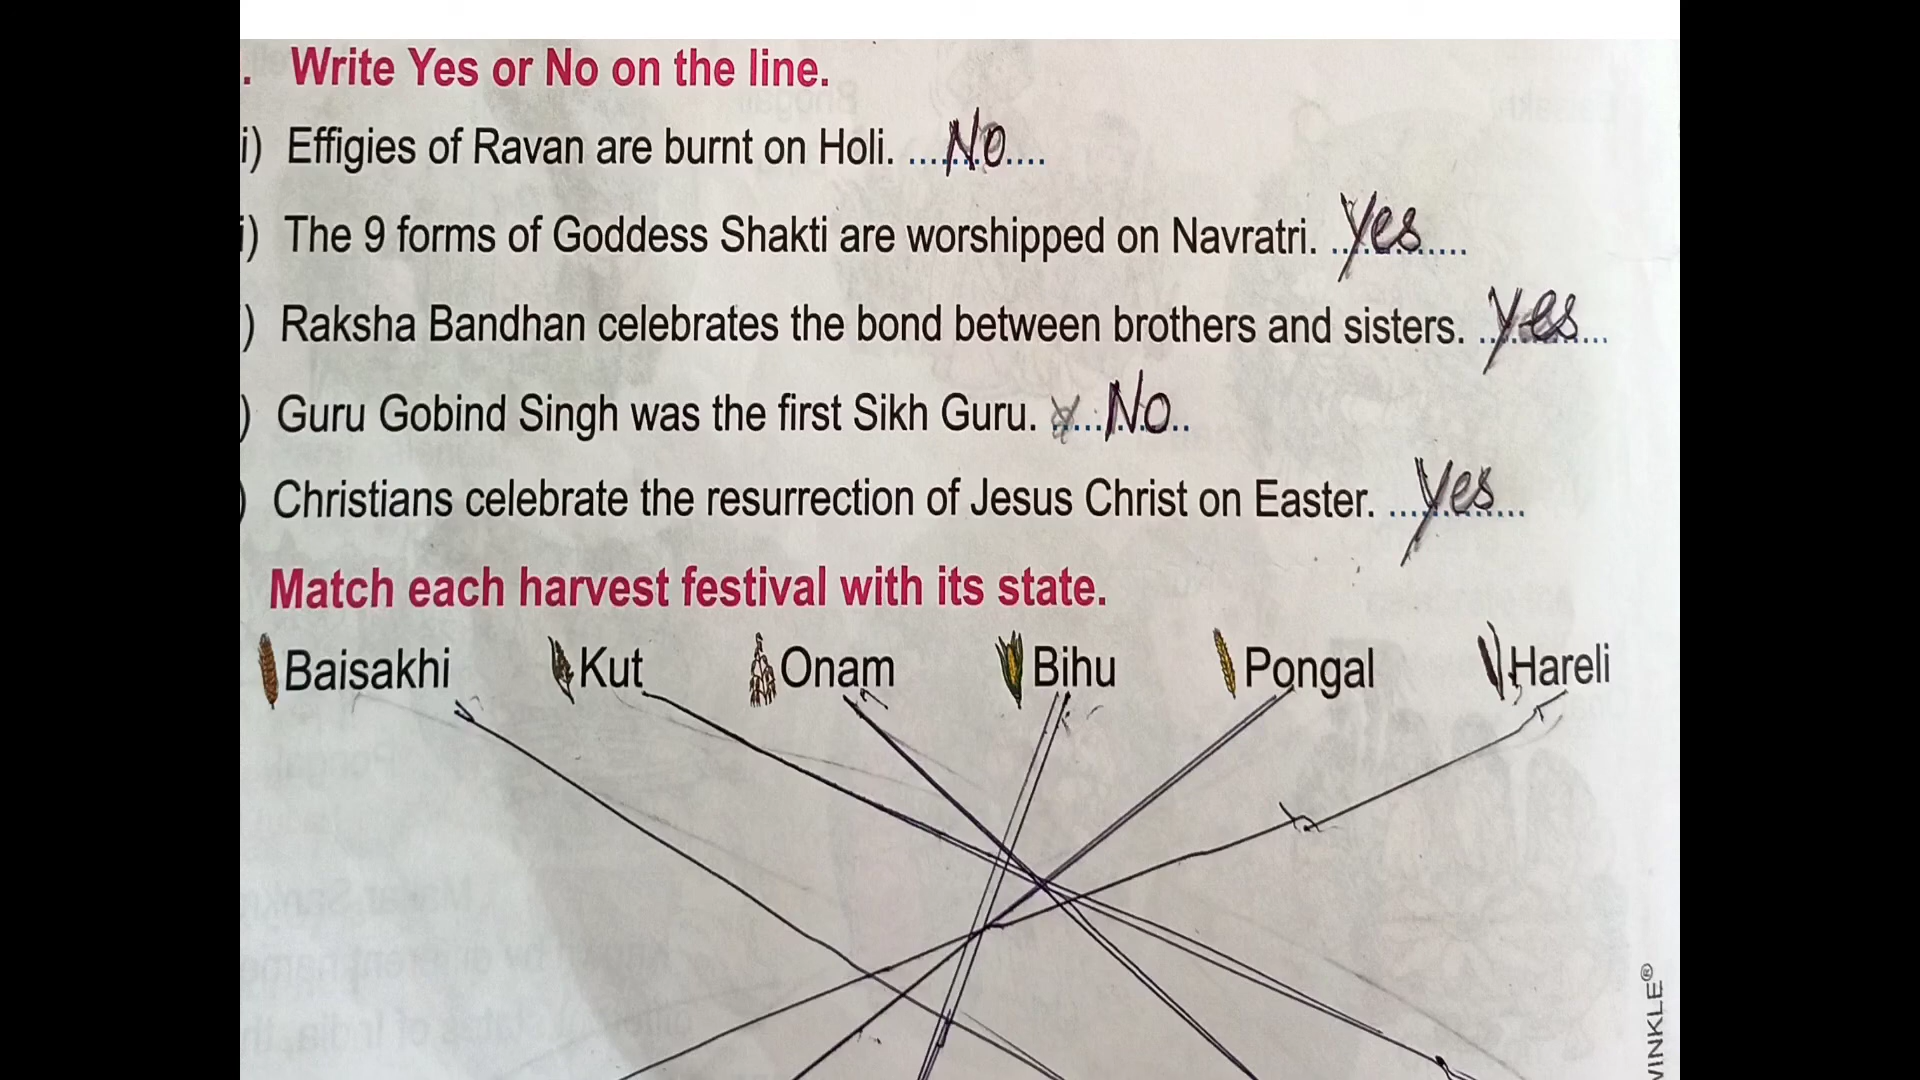 . Write Yes or No on the line.
i) Effigies of Ravan are burnt on Holi. ....No....
i) The 9 forms of Goddess Shakti are worshipped on Navratri. ....Yes....
) Raksha Bandhan celebrates the bond between brothers and sisters. ....Yes....
) Guru Gobind Singh was the first Sikh Guru. ....No..
) Christians celebrate the resurrection of Jesus Christ on Easter. ....Yes....
Match each harvest festival with its state.
Baisakhi Kut Onam Bihu Pongal Hareli
WINKLE®